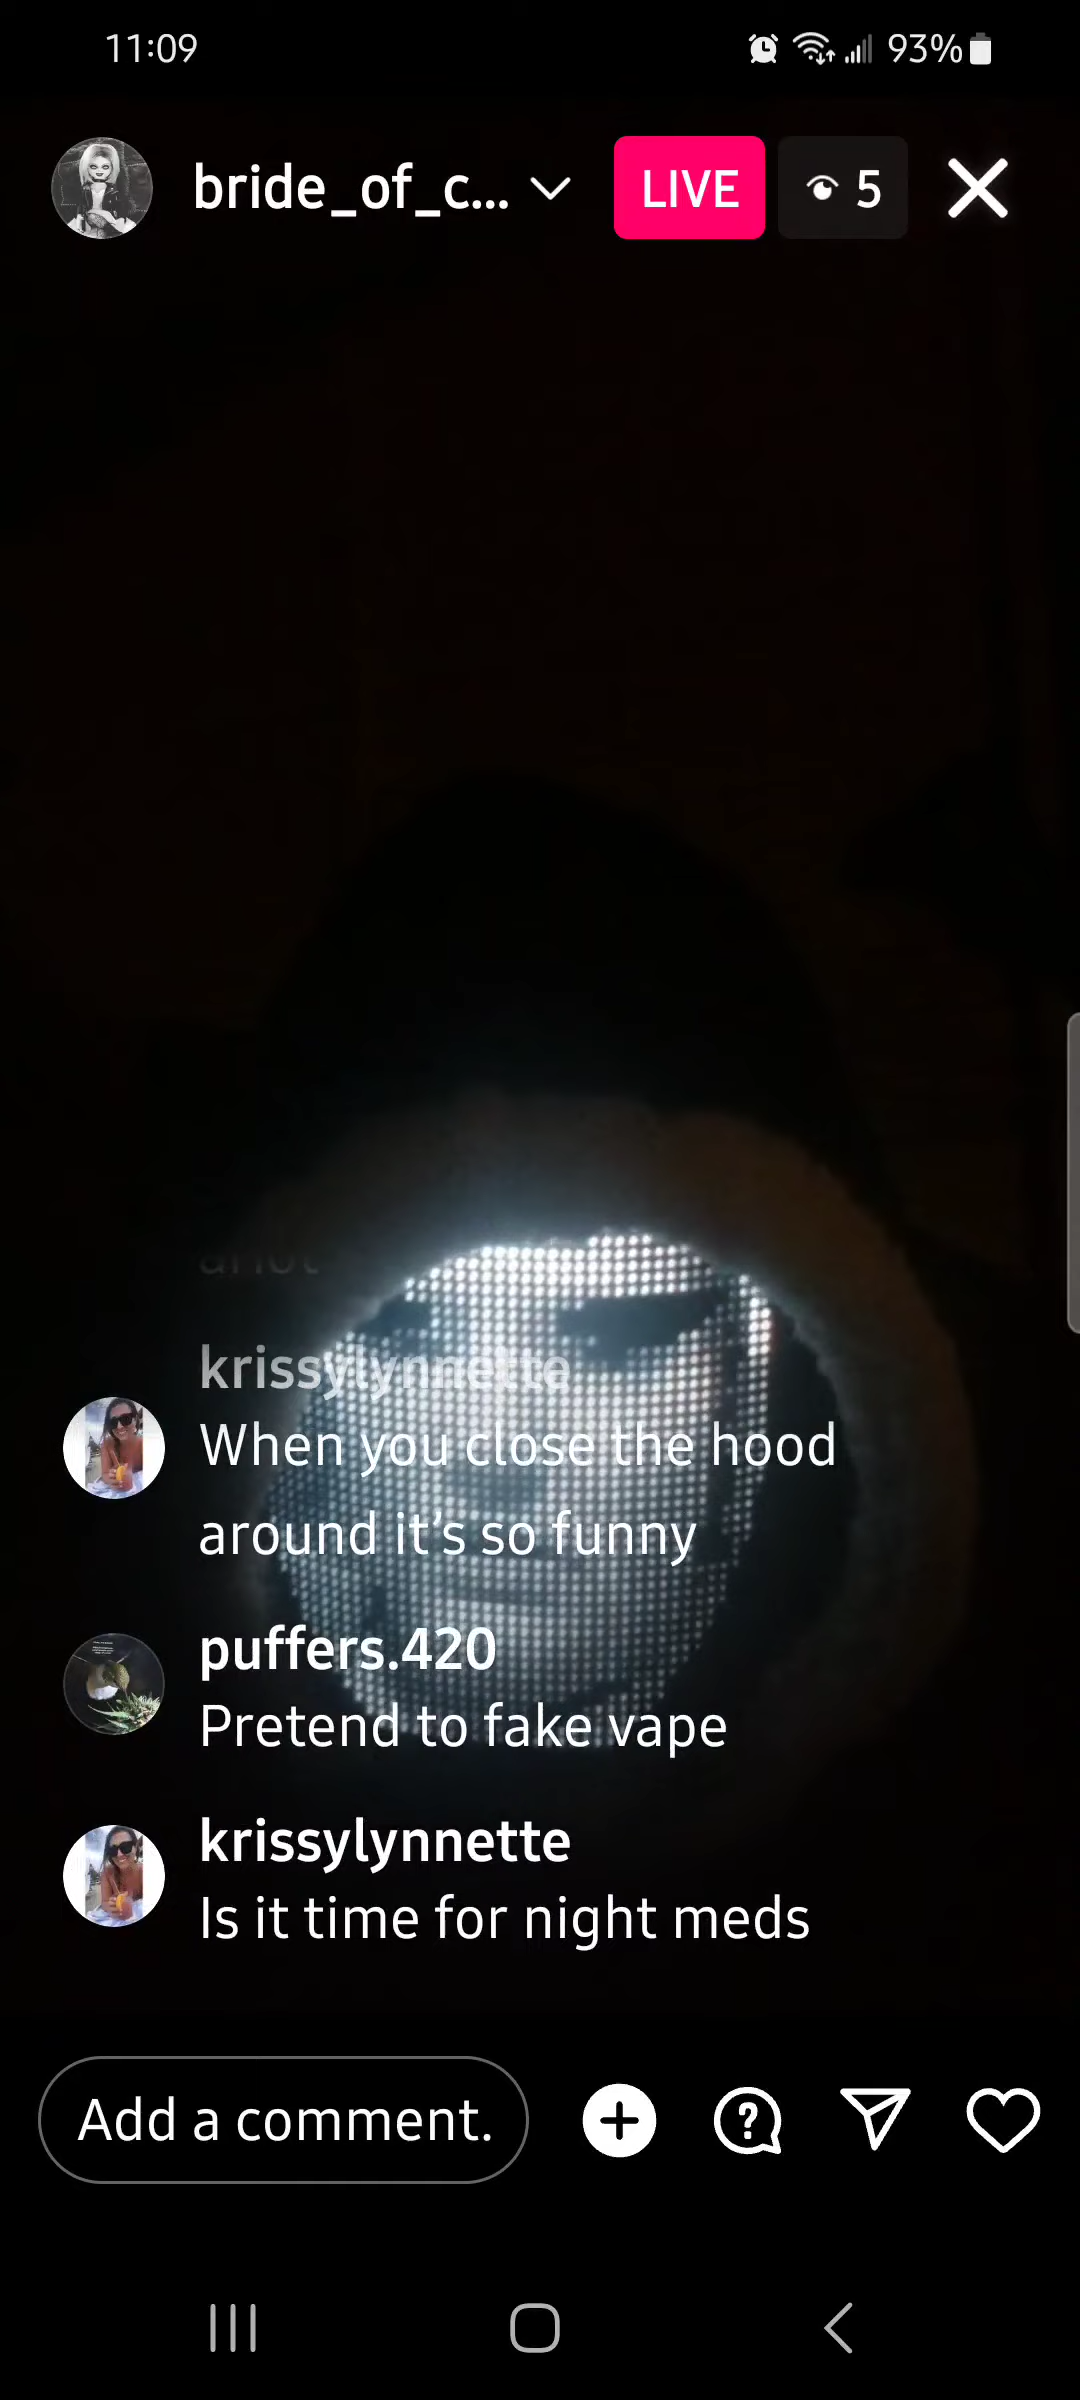 11:09
93%
bride_of_c...
LIVE
5
krissylynnette
When you close the hood
around it's so funny
puffers.420
Pretend to fake vape
krissylynnette
Is it time for night meds
Add a comment.